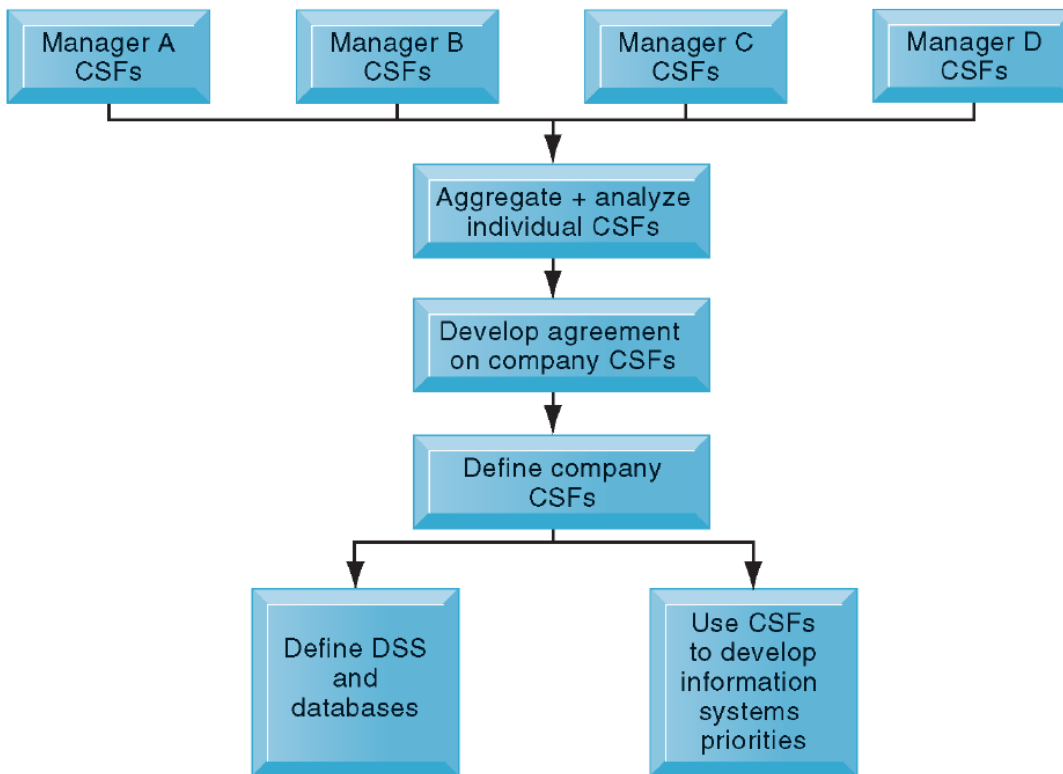 Manager A
CSFs
Manager B
CSFs
Manager C
CSFs
Manager D
CSFs
Aggregate + analyze
individual CSFs
Develop agreement
on company CSFs
Define company
CSFs
Define DSS
and
databases
Use CSFs
to develop
information
systems
priorities